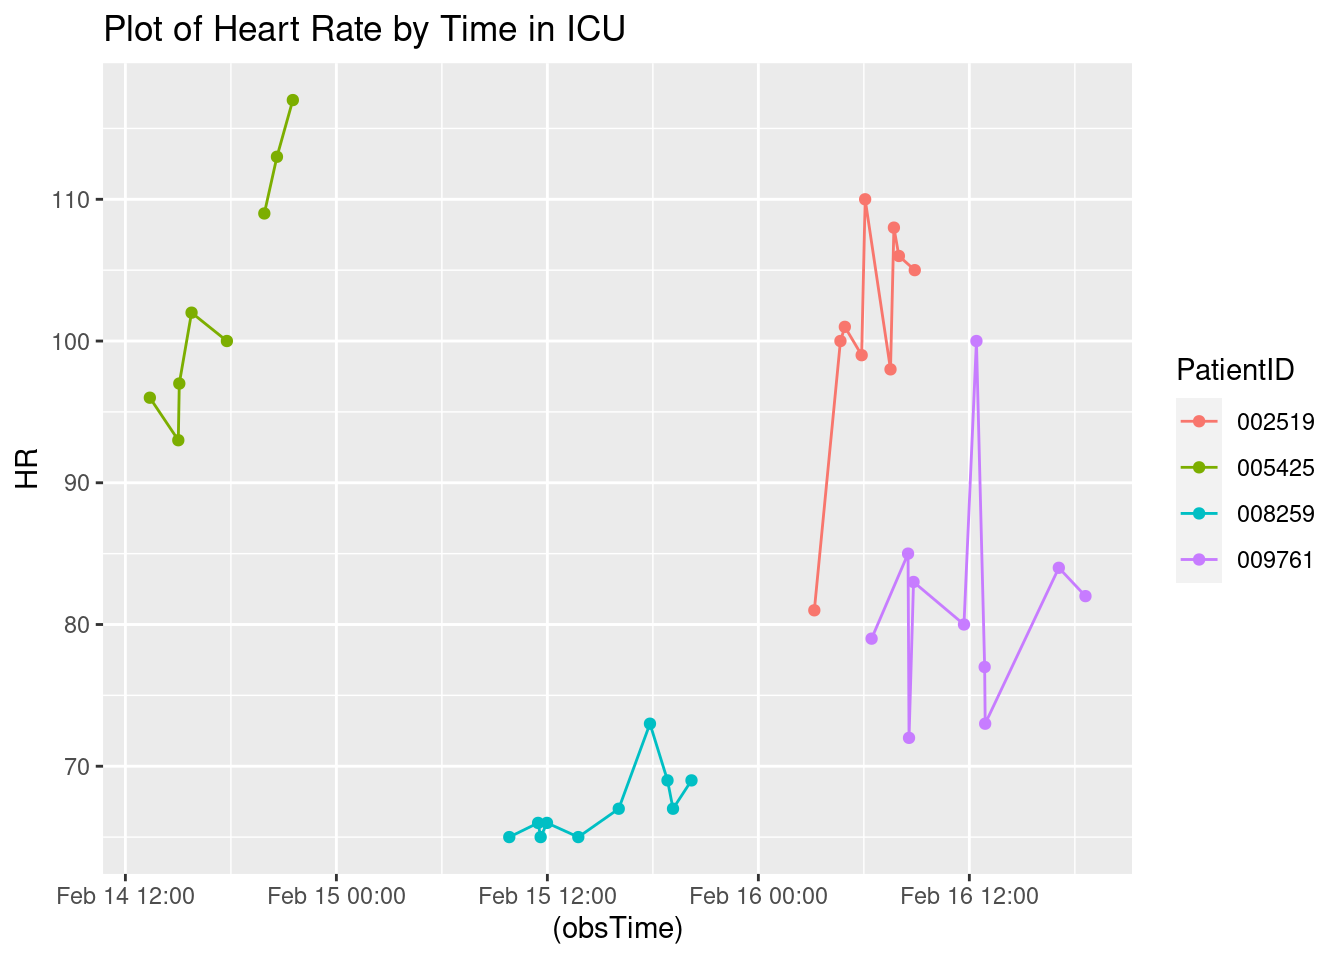 Plot of Heart Rate by Time in ICU
110
100
90
80
70
HR
Feb 14 12:00
Feb 15 00:00
Feb 15 12:00
Feb 16 00:00
Feb 16 12:00
(obsTime)
PatientID
002519
005425
008259
009761